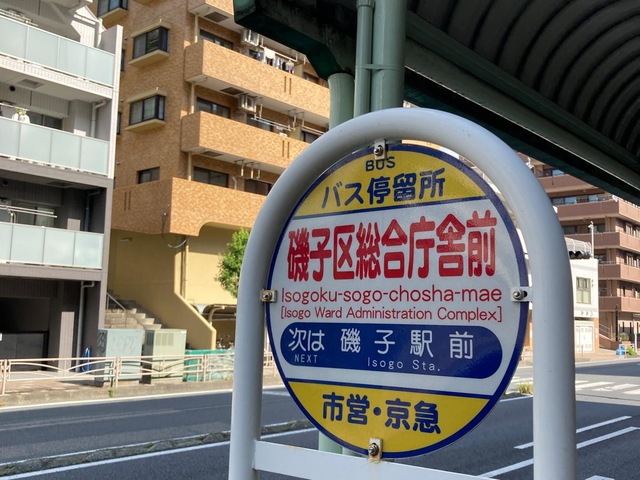 BUS
バス停留所
磯子区総合庁舎前
Isogoku-sogo-chosha-mae
[Isogo Ward Administration Complex]
次は 磯子駅前
NEXT Isogo Sta.
市営・京急